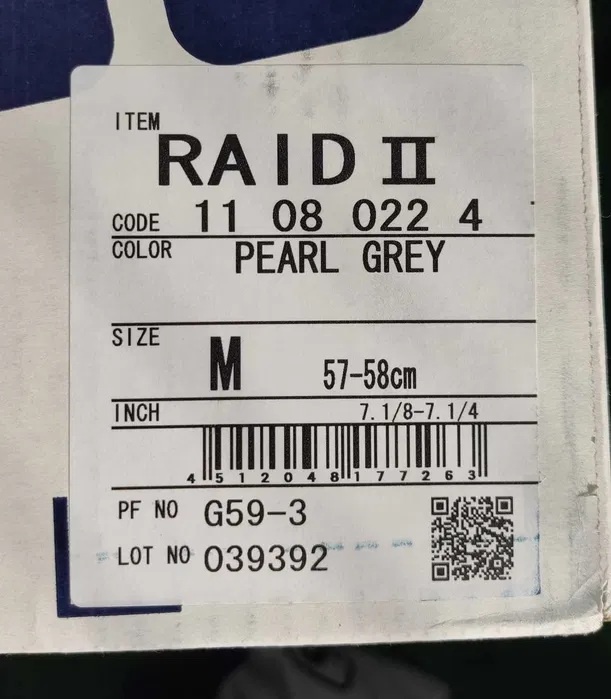 ITEM
RAID II
CODE 11 08 022 4
COLOR PEARL GREY
SIZE
M 57-58cm
INCH 7.1/8-7.1/4
4 512048 177263
PF NO G59-3
LOT NO 039392